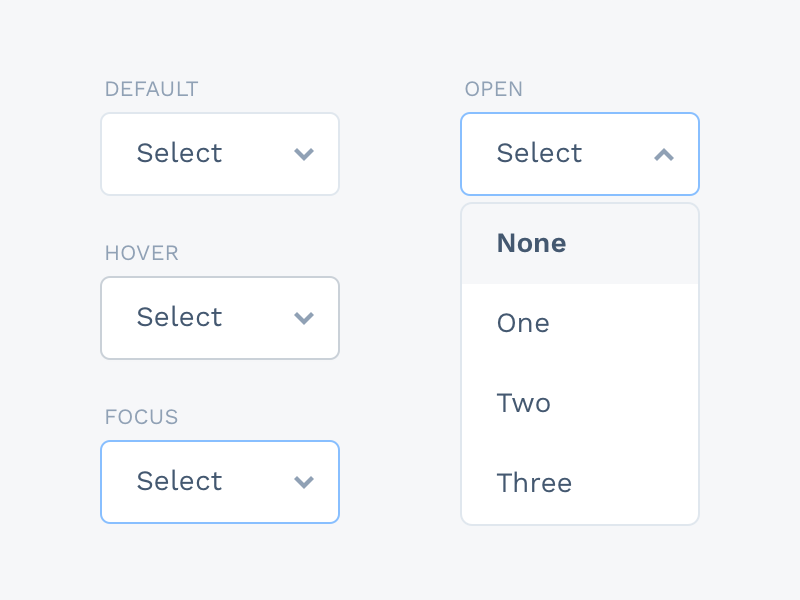 DEFAULT
Select
HOVER
Select
FOCUS
Select
OPEN
Select
None
One
Two
Three